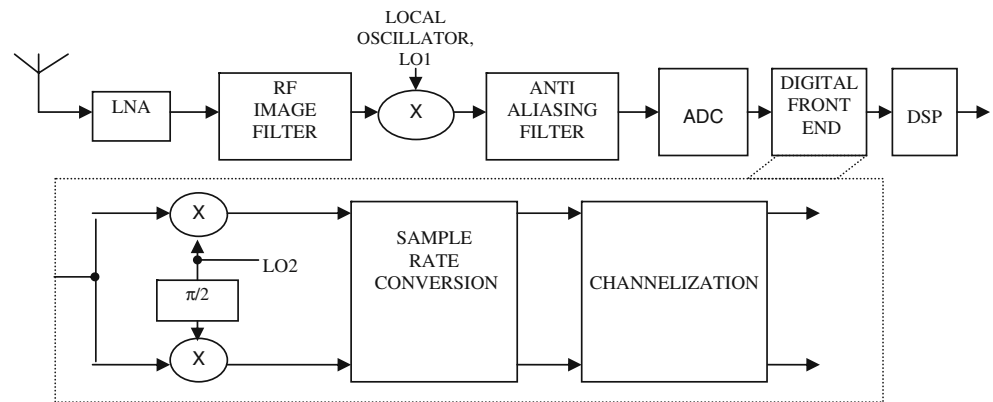 LOCAL
OSCILLATOR,
LO1
LNA
RF
IMAGE
FILTER
X
ANTI
ALIASING
FILTER
ADC
DIGITAL
FRONT
END
DSP
X
LO2
π/2
X
SAMPLE
RATE
CONVERSION
CHANNELIZATION